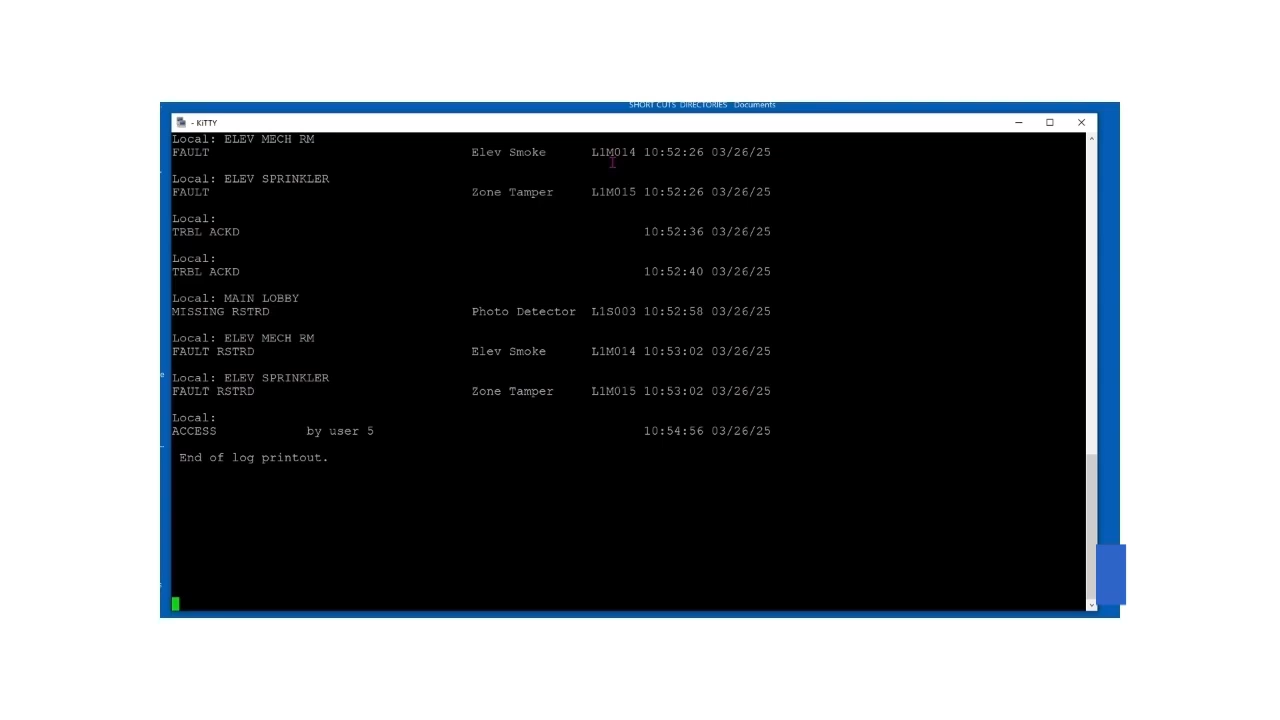 SHORT CUTS DIRECTORIES Documents
- KiTTY
Local: ELEV MECH RM
FAULT Elev Smoke L1M014 10:52:26 03/26/25
Local: ELEV SPRINKLER
FAULT Zone Tamper L1M015 10:52:26 03/26/25
Local:
TRBL ACKD 10:52:36 03/26/25
Local:
TRBL ACKD 10:52:40 03/26/25
Local: MAIN LOBBY
MISSING RSTRD Photo Detector L1S003 10:52:58 03/26/25
Local: ELEV MECH RM
FAULT RSTRD Elev Smoke L1M014 10:53:02 03/26/25
Local: ELEV SPRINKLER
FAULT RSTRD Zone Tamper L1M015 10:53:02 03/26/25
Local:
ACCESS by user 5 10:54:56 03/26/25
End of log printout.